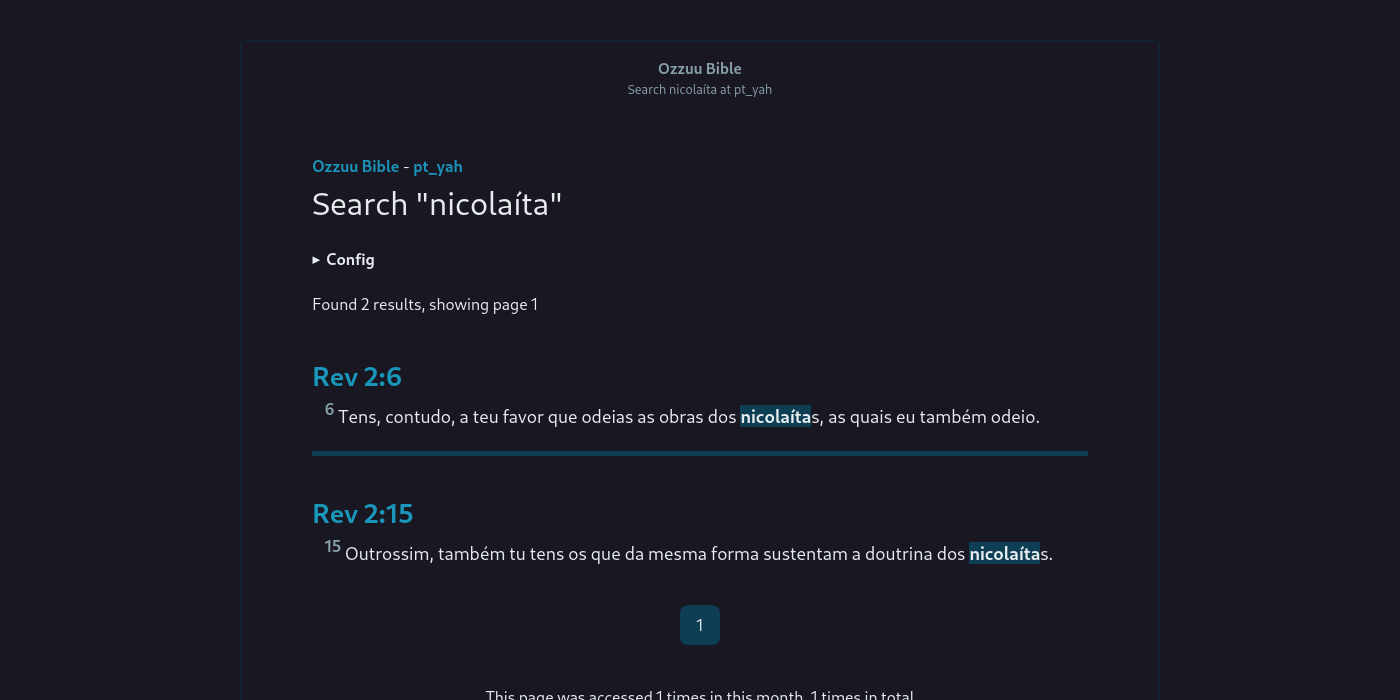 Ozzuu Bible
Search nicolaíta at pt_yah
Ozzuu Bible - pt_yah
Search "nicolaíta"
▸ Config
Found 2 results, showing page 1
Rev 2:6
6 Tens, contudo, a teu favor que odeias as obras dos nicolaítas, as quais eu também odeio.
Rev 2:15
15 Outrossim, também tu tens os que da mesma forma sustentam a doutrina dos nicolaítas.
1
This page was accessed 1 times in this month, 1 times in total